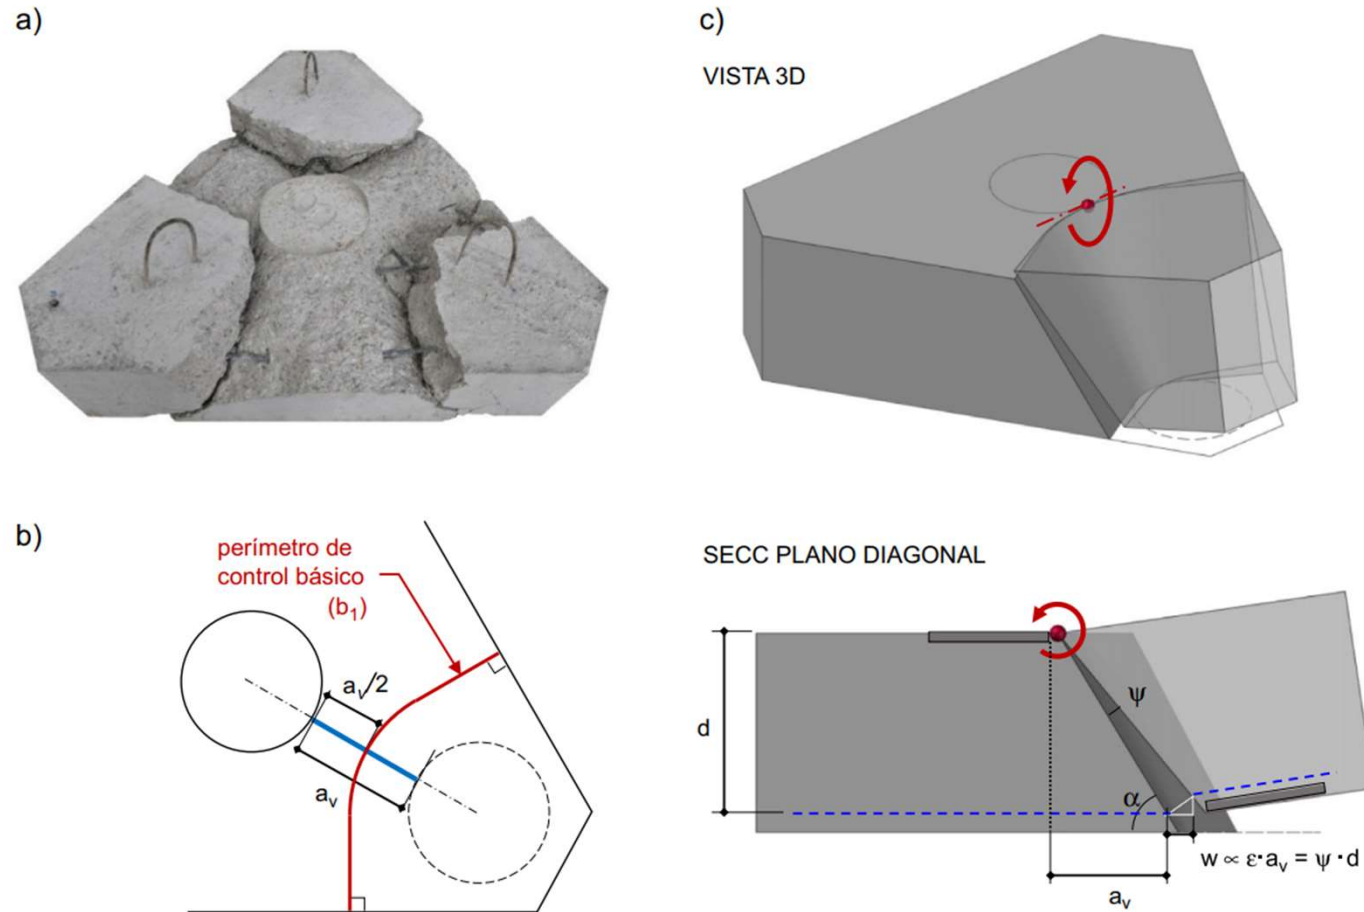 a)
b)
perímetro de
control básico
(b₁)
aᵥ/2
aᵥ
c)
VISTA 3D
SECC PLANO DIAGONAL
d
ψ
α
w ∝ ε·aᵥ = ψ·d
aᵥ